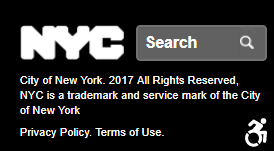 NYC Search
City of New York. 2017 All Rights Reserved,
NYC is a trademark and service mark of the City
of New York
Privacy Policy. Terms of Use.